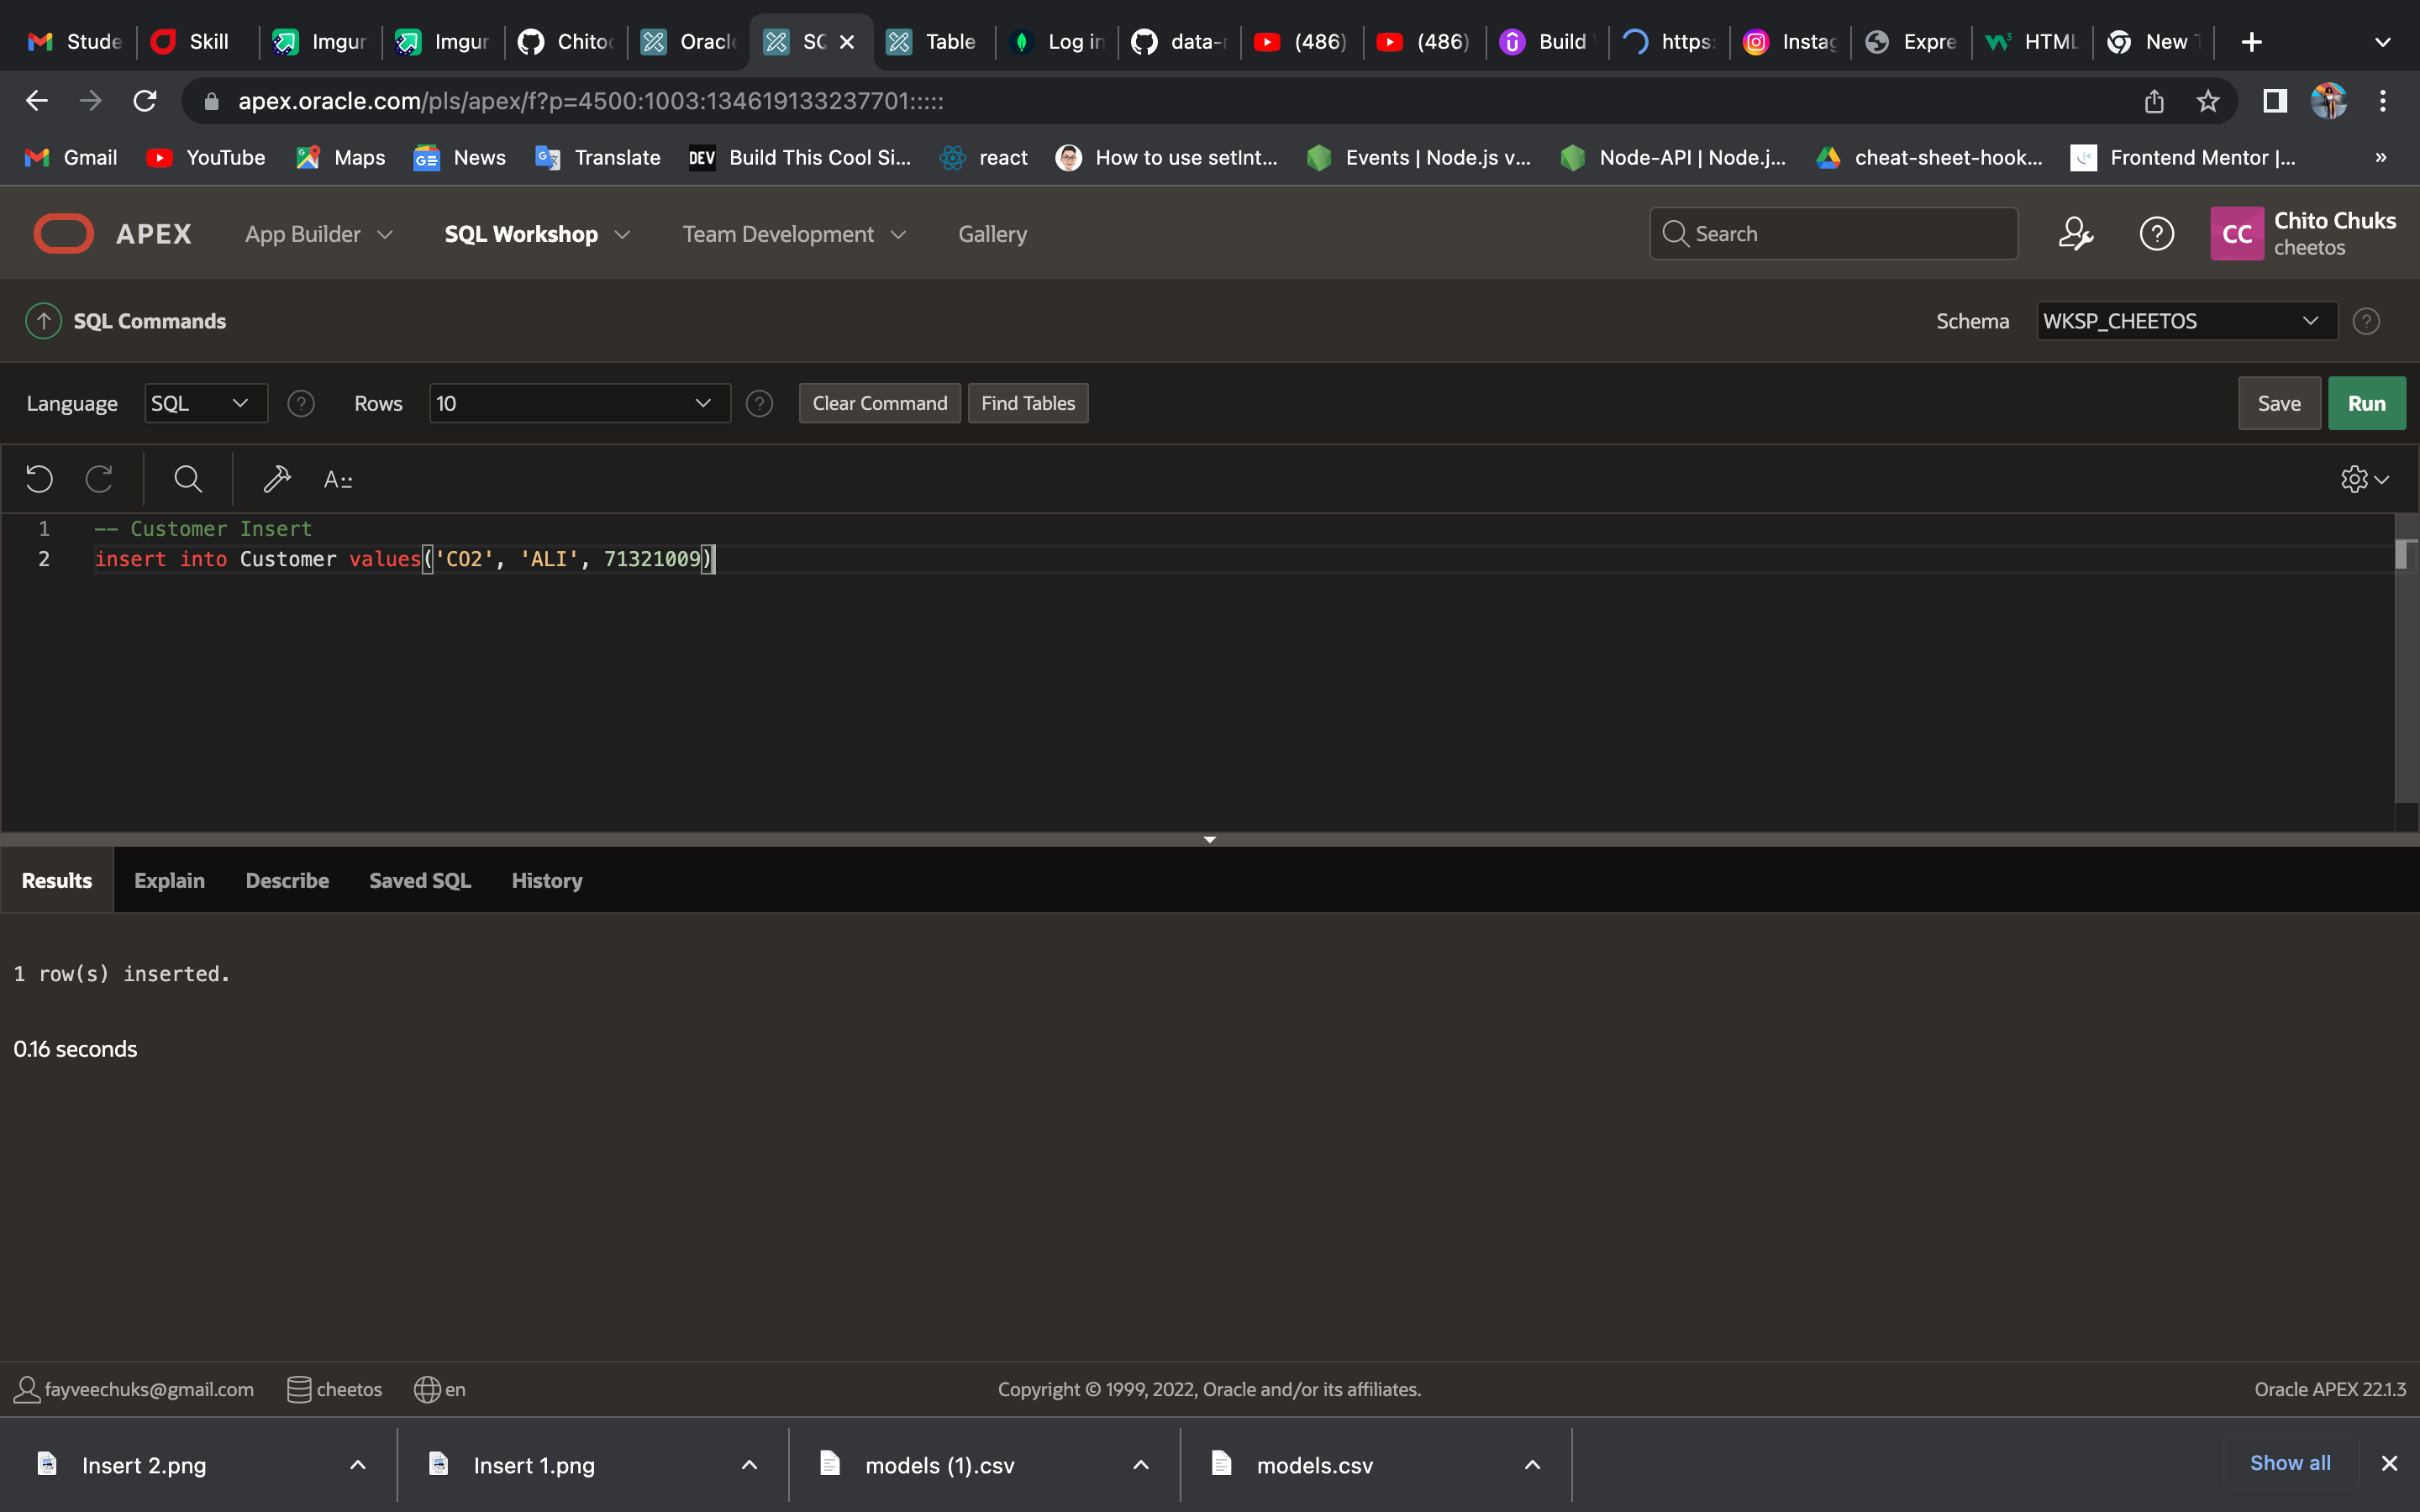 Stude Skill Imgur Imgur Chito Oracle SQ Table Log in data- (486) (486) Build https: Instag Expre HTML New
apex.oracle.com/pls/apex/f?p=4500:1003:134619133237701:::::
Gmail YouTube Maps News Translate DEV Build This Cool Si... react How to use setInt... Events | Node.js v... Node-API | Node.j... cheat-sheet-hook... Frontend Mentor |... »
APEX App Builder SQL Workshop Team Development Gallery Search ? CC Chito Chuks
cheetos
SQL Commands Schema WKSP_CHEETOS ?
Language SQL ? Rows 10 ? Clear Command Find Tables Save Run
A
1 -- Customer Insert
2 insert into Customer values('CO2', 'ALI', 71321009)
Results Explain Describe Saved SQL History
1 row(s) inserted.
0.16 seconds
fayveechuks@gmail.com cheetos en Copyright © 1999, 2022, Oracle and/or its affiliates. Oracle APEX 22.1.3
Insert 2.png Insert 1.png models (1).csv models.csv Show all